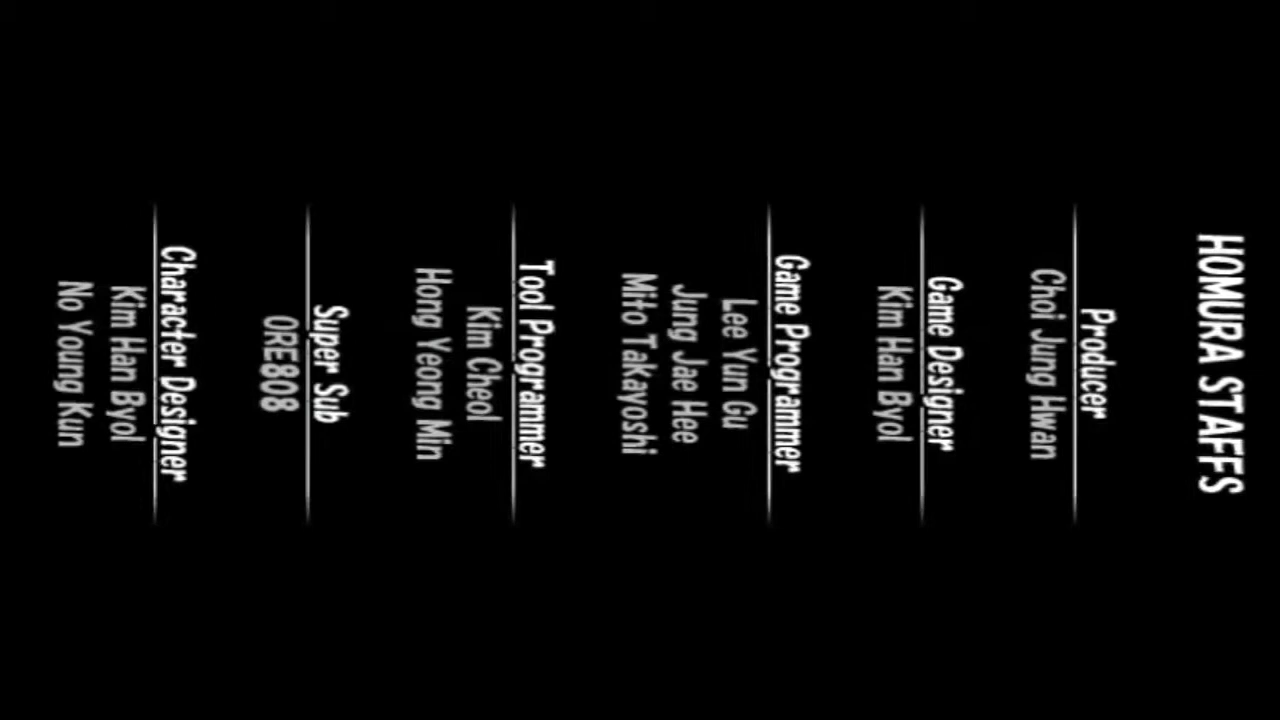 HOMURA STAFFS
Producer
Choi Jung Hwan
Game Designer
Kim Han Byol
Game Programmer
Lee Yun Gu
Jung Jae Hee
Mito Takayoshi
Tool Programmer
Kim Cheol
Hong Yeong Min
Super Sub
ORE808
Character Designer
Kim Han Byol
No Young Kun